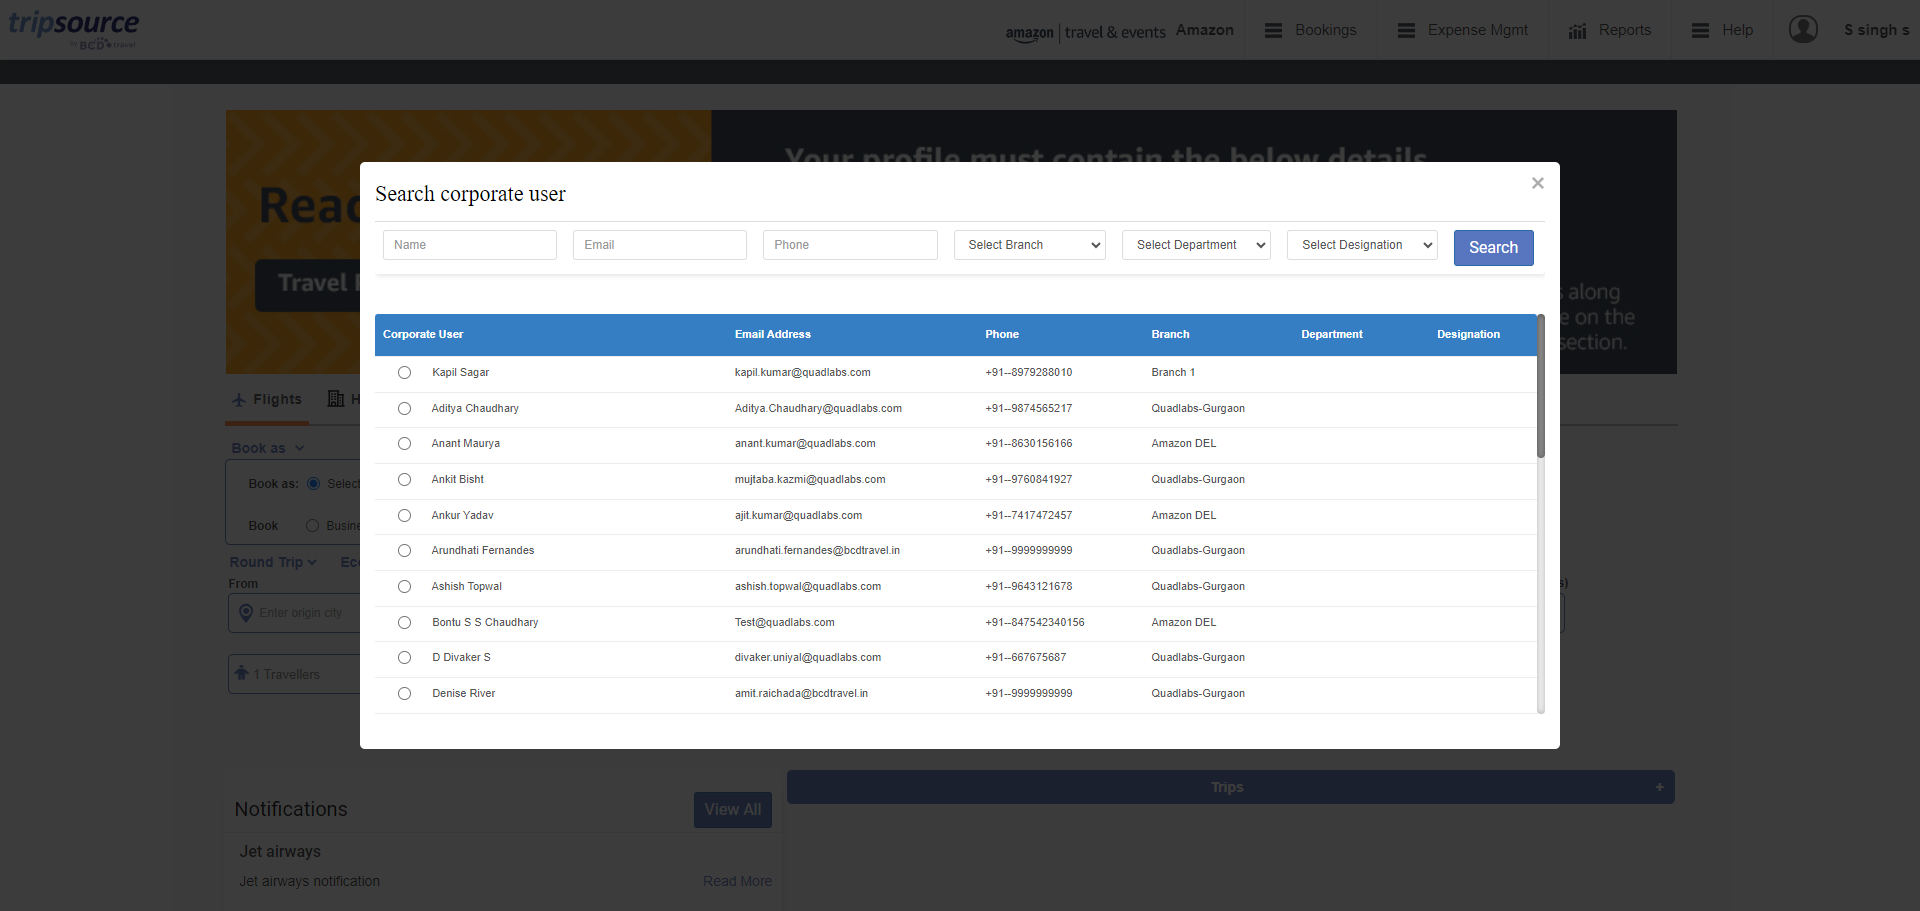 tripsource
by BCD travel
amazon | travel & events Amazon
Bookings
Expense Mgmt
Reports
Help
S singh s
Your profile must contain the below details
Travel
along
on the
section.
Search corporate user
×
Name
Email
Phone
Select Branch
Select Department
Select Designation
Search
Corporate User Email Address Phone Branch Department Designation
Kapil Sagar kapil.kumar@quadlabs.com +91--8979288010 Branch 1
Aditya Chaudhary Aditya.Chaudhary@quadlabs.com +91--9874565217 Quadlabs-Gurgaon
Anant Maurya anant.kumar@quadlabs.com +91--8630156166 Amazon DEL
Ankit Bisht mujtaba.kazmi@quadlabs.com +91--9760841927 Quadlabs-Gurgaon
Ankur Yadav ajit.kumar@quadlabs.com +91--7417472457 Amazon DEL
Arundhati Fernandes arundhati.fernandes@bcdtravel.in +91--9999999999 Quadlabs-Gurgaon
Ashish Topwal ashish.topwal@quadlabs.com +91--9643121678 Quadlabs-Gurgaon
Bontu S S Chaudhary Test@quadlabs.com +91--847542340156 Amazon DEL
D Divaker S divaker.uniyal@quadlabs.com +91--667675687 Quadlabs-Gurgaon
Denise River amit.raichada@bcdtravel.in +91--9999999999 Quadlabs-Gurgaon
Flights
Book as
Book as:
Book
Round Trip
From
Enter origin city
1 Travellers
Trips +
Notifications
View All
Jet airways
Jet airways notification
Read More